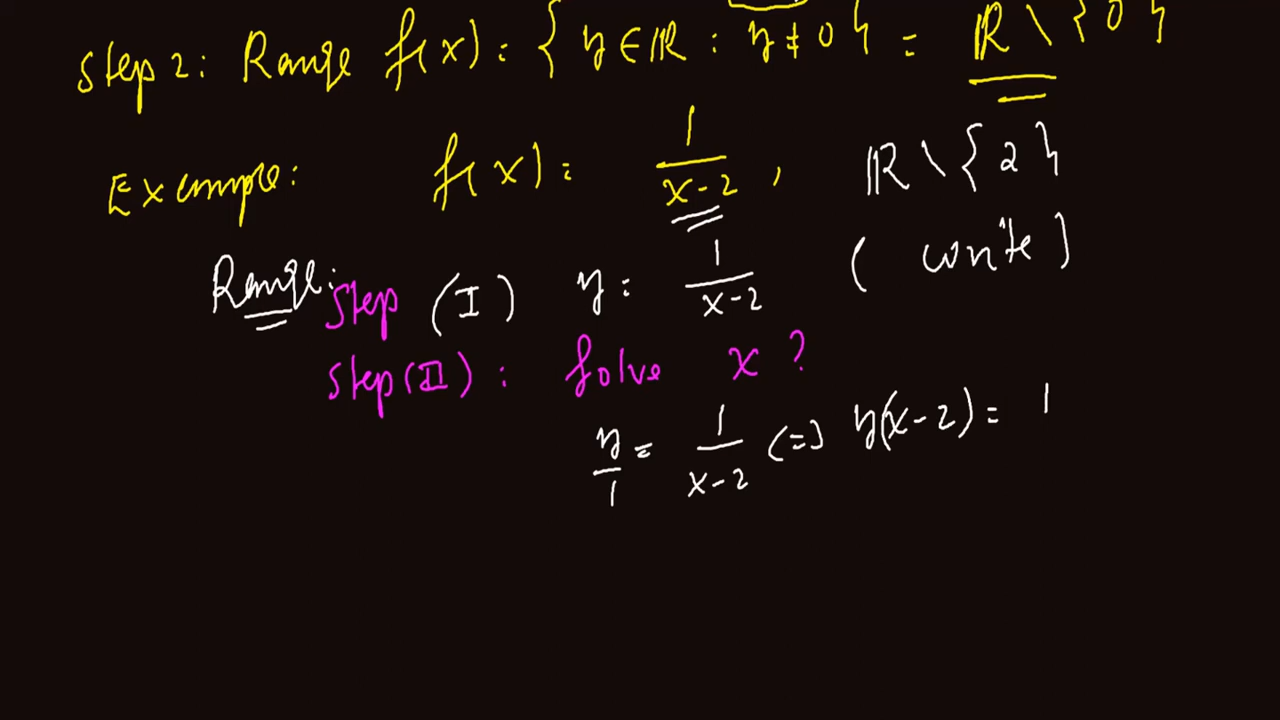 Step 2: Range f(x) = { y ∈ ℝ : y ≠ 0 } = ℝ \ { 0 }
Example: f(x) = 1/(x-2) , ℝ \ { 2 }
Range: Step (I) y = 1/(x-2) ( write )
Step (II) : Solve x ?
y/1 = 1/(x-2) (=) y(x-2) = 1